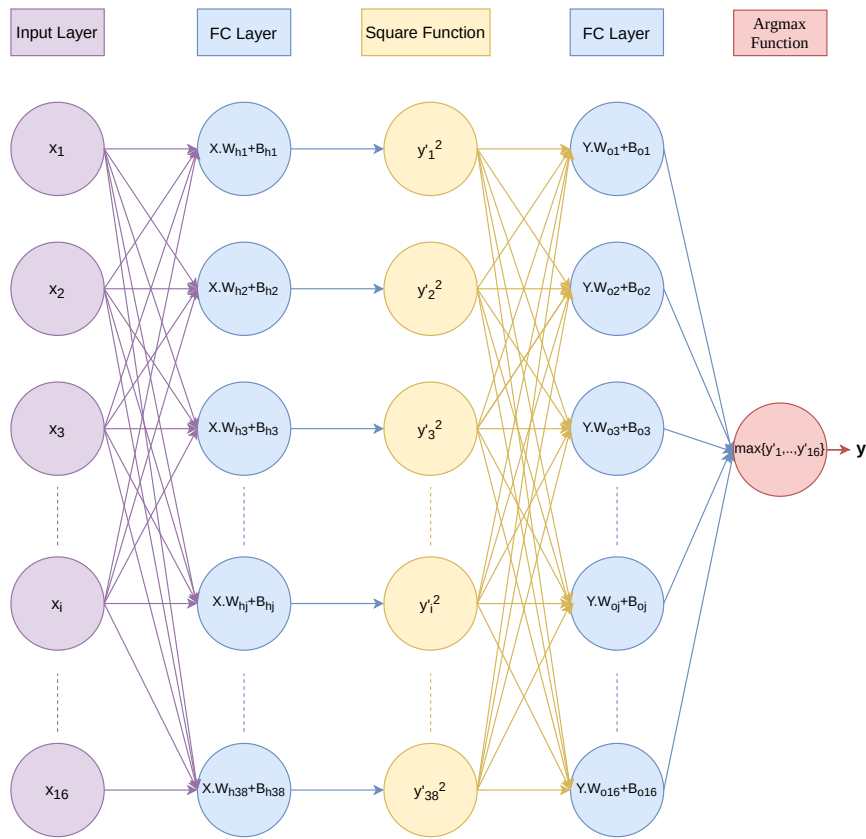 Input Layer
FC Layer
Square Function
FC Layer
Argmax
Function
x1
X.Wh1+Bh1
y'1²
Y.Wo1+Bo1
x2
X.Wh2+Bh2
y'2²
Y.Wo2+Bo2
x3
X.Wh3+Bh3
y'3²
Y.Wo3+Bo3
max{y'1,..,y'16}
y
xi
X.Whj+Bhj
y'i²
Y.Woj+Boj
x16
X.Wh38+Bh38
y'38²
Y.Wo16+Bo16